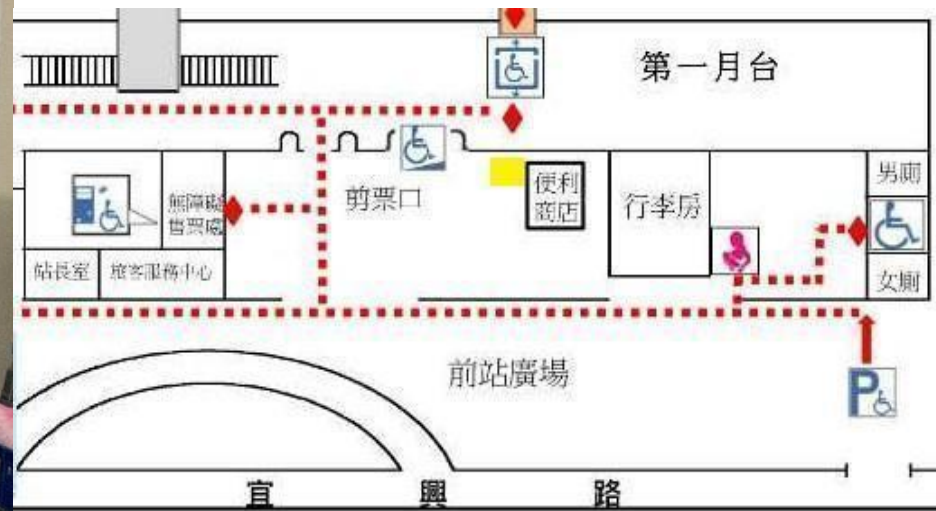 第一月台
男廁
便利
商店
剪票口
行李房
無障礙
售票處
站長室
旅客服務中心
女廁
前站廣場
P
宜興路